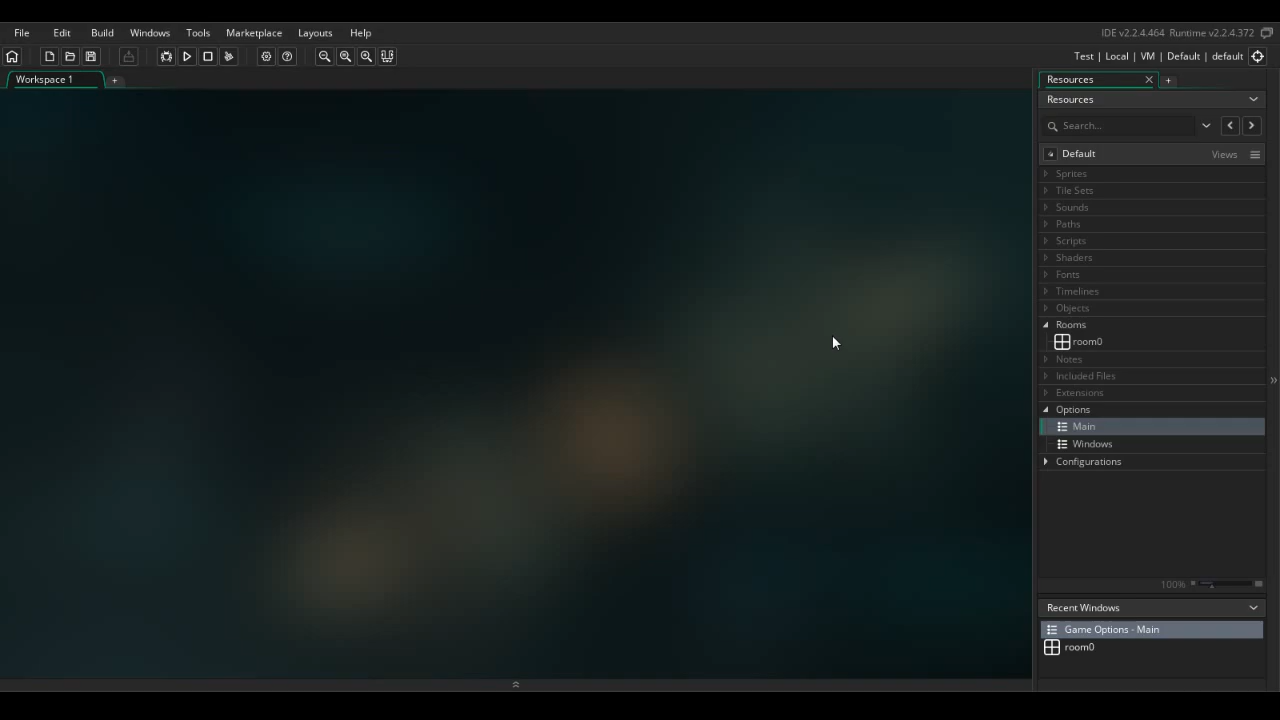 File Edit Build Windows Tools Marketplace Layouts Help IDE v2.2.4.464 Runtime v2.2.4.372
Test | Local | VM | Default | default
Workspace 1 +
Resources
Resources
Search...
Default Views
Sprites
Tile Sets
Sounds
Paths
Scripts
Shaders
Fonts
Timelines
Objects
Rooms
room0
Notes
Included Files
Extensions
Options
Main
Windows
Configurations
100%
Recent Windows
Game Options - Main
room0